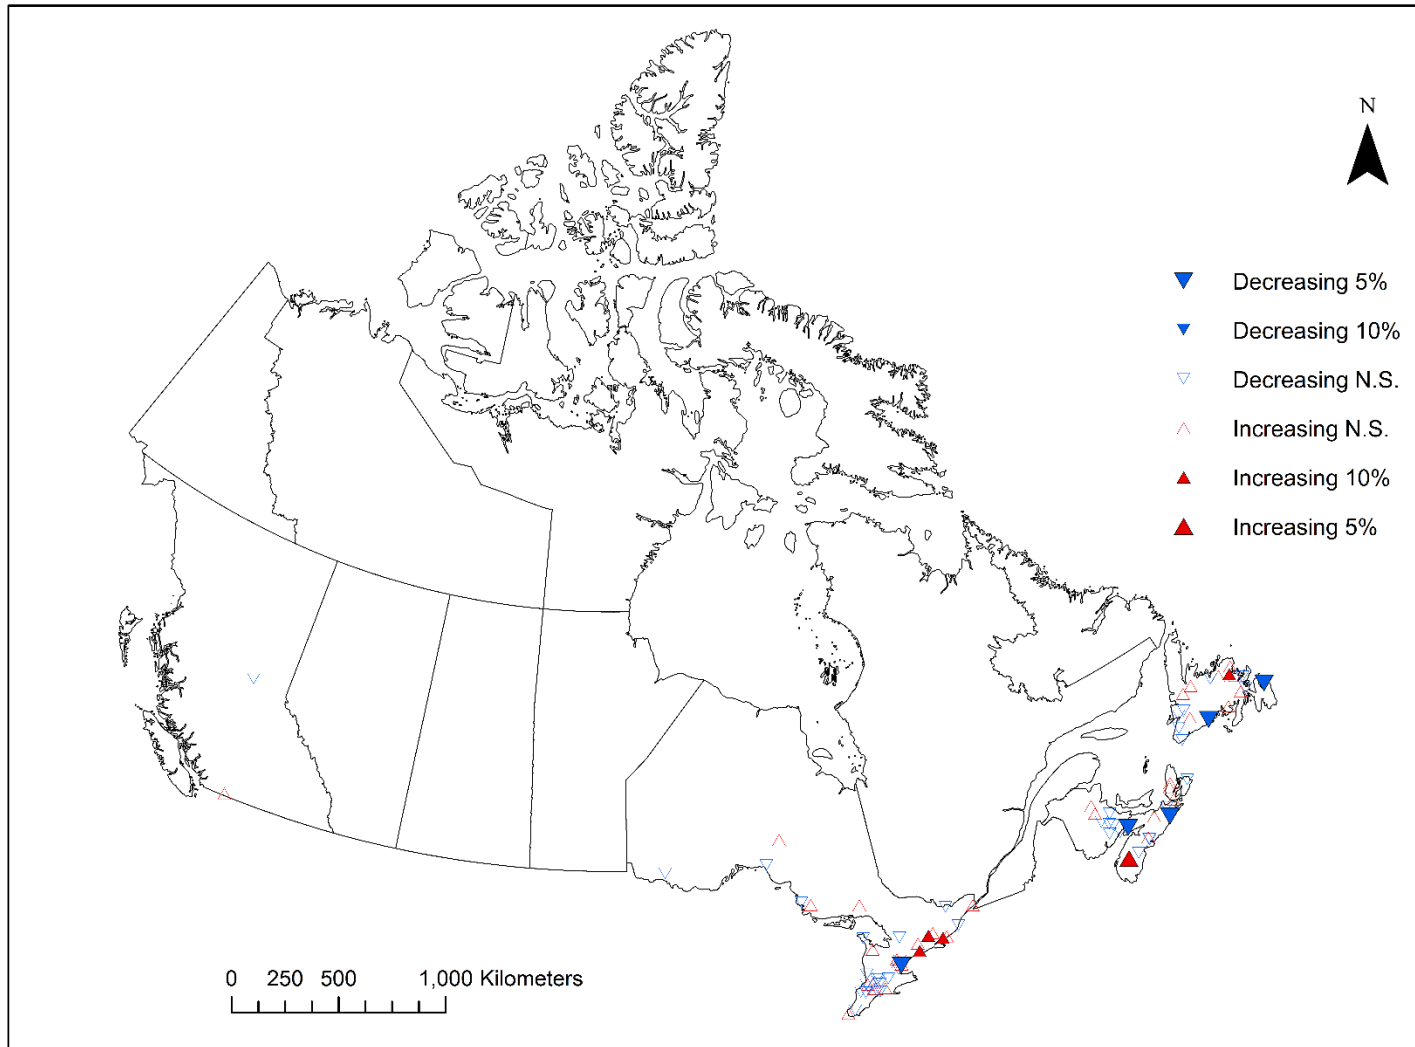 N
Decreasing 5%
Decreasing 10%
Decreasing N.S.
Increasing N.S.
Increasing 10%
Increasing 5%
0 250 500 1,000 Kilometers